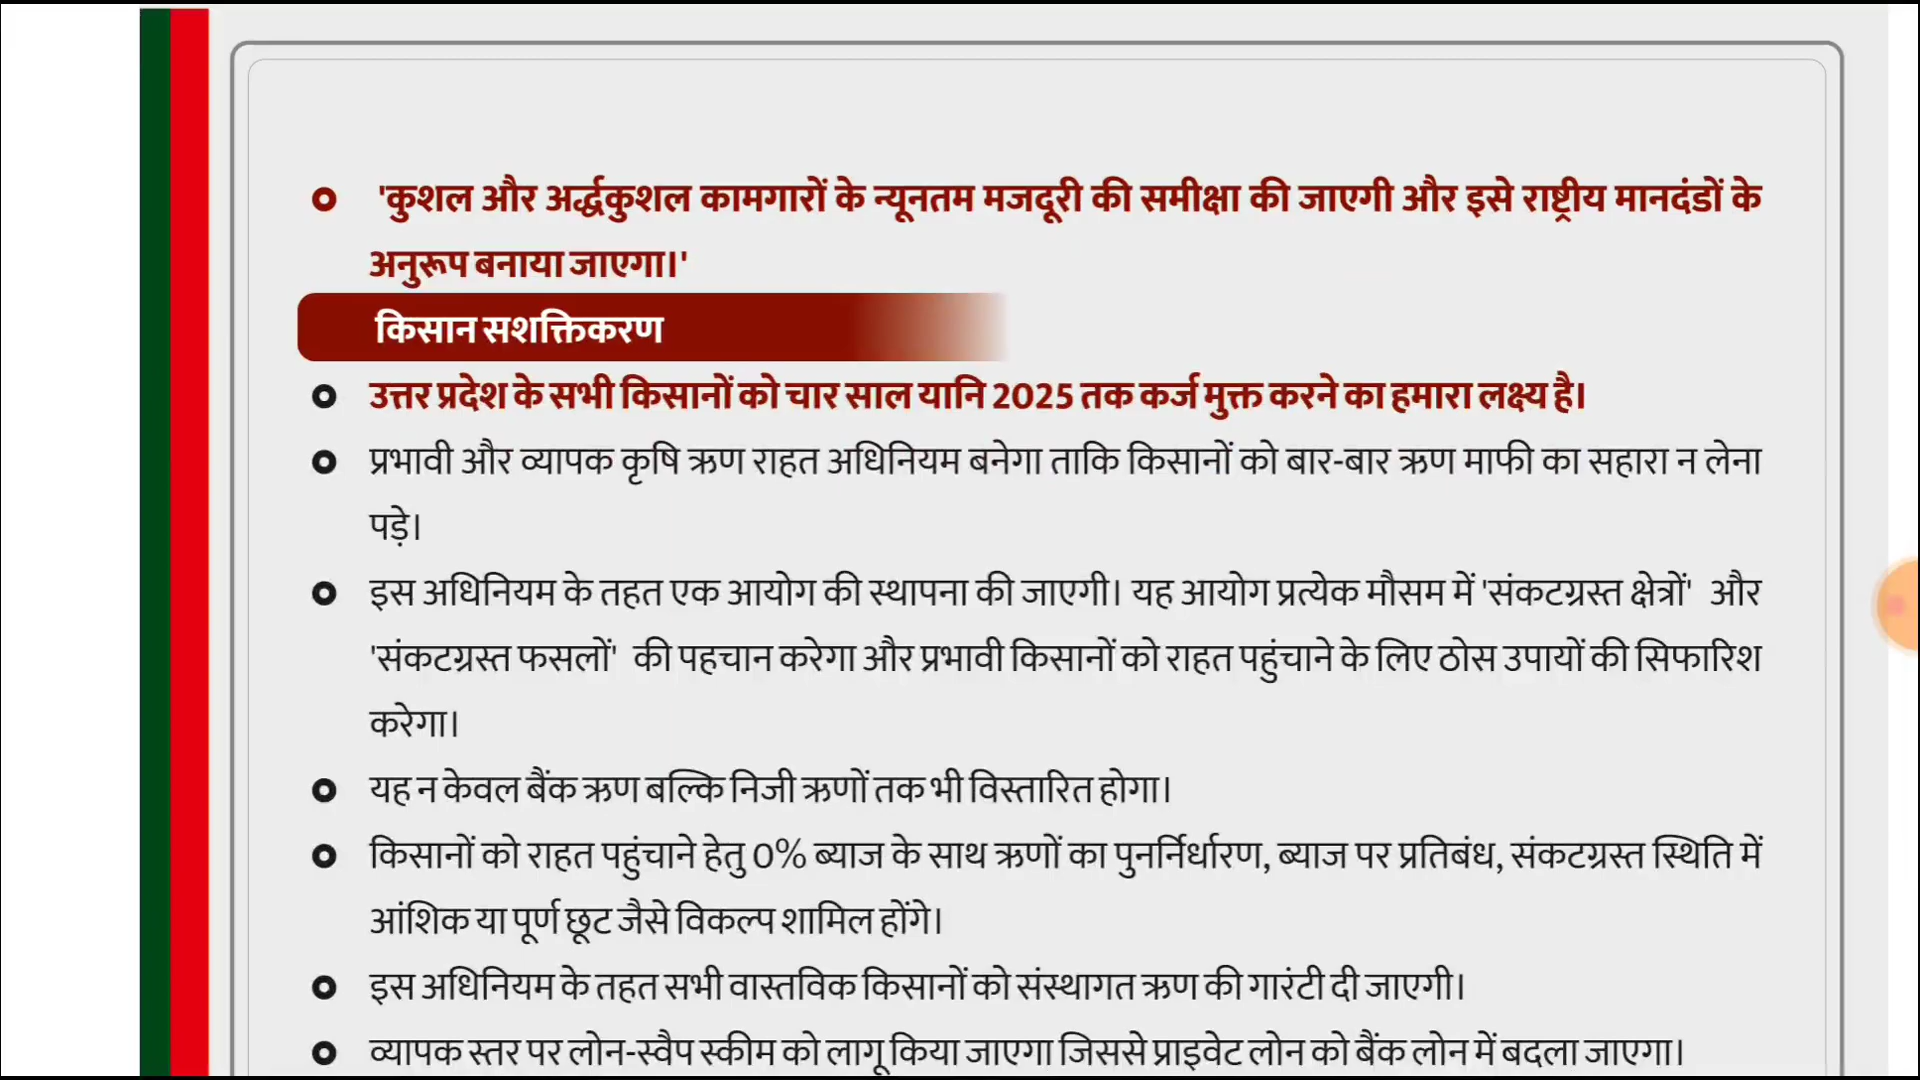 'कुशल और अर्द्धकुशल कामगारों के न्यूनतम मजदूरी की समीक्षा की जाएगी और इसे राष्ट्रीय मानदंडों के
अनुरूप बनाया जाएगा।'
किसान सशक्तिकरण
उत्तर प्रदेश के सभी किसानों को चार साल यानि 2025 तक कर्ज मुक्त करने का हमारा लक्ष्य है।
प्रभावी और व्यापक कृषि ऋण राहत अधिनियम बनेगा ताकि किसानों को बार-बार ऋण माफी का सहारा न लेना
पड़े।
इस अधिनियम के तहत एक आयोग की स्थापना की जाएगी। यह आयोग प्रत्येक मौसम में 'संकटग्रस्त क्षेत्रों' और
'संकटग्रस्त फसलों' की पहचान करेगा और प्रभावी किसानों को राहत पहुंचाने के लिए ठोस उपायों की सिफारिश
करेगा।
यह न केवल बैंक ऋण बल्कि निजी ऋणों तक भी विस्तारित होगा।
किसानों को राहत पहुंचाने हेतु 0% ब्याज के साथ ऋणों का पुनर्निर्धारण, ब्याज पर प्रतिबंध, संकटग्रस्त स्थिति में
आंशिक या पूर्ण छूट जैसे विकल्प शामिल होंगे।
इस अधिनियम के तहत सभी वास्तविक किसानों को संस्थागत ऋण की गारंटी दी जाएगी।
व्यापक स्तर पर लोन-स्वैप स्कीम को लागू किया जाएगा जिससे प्राइवेट लोन को बैंक लोन में बदला जाएगा।